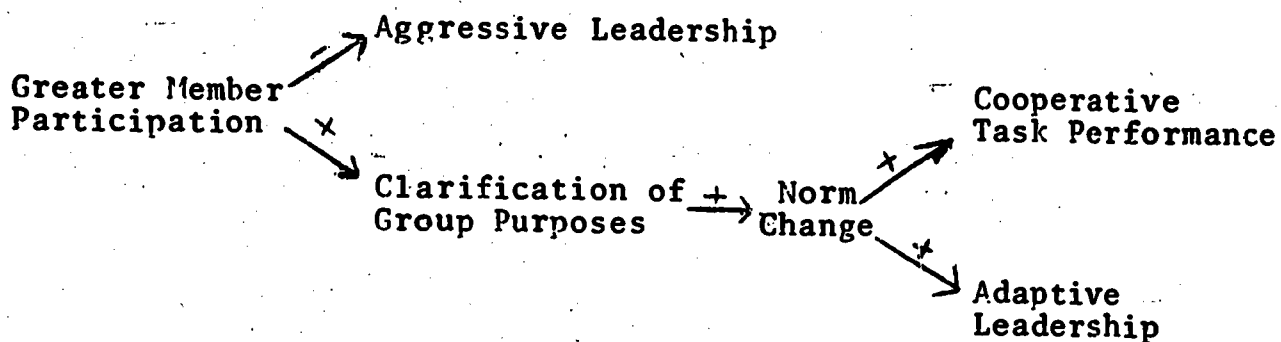 Aggressive Leadership
-
Greater Member
Participation
+
Clarification of
Group Purposes
+
Norm
Change
+
Cooperative
Task Performance
+
Adaptive
Leadership